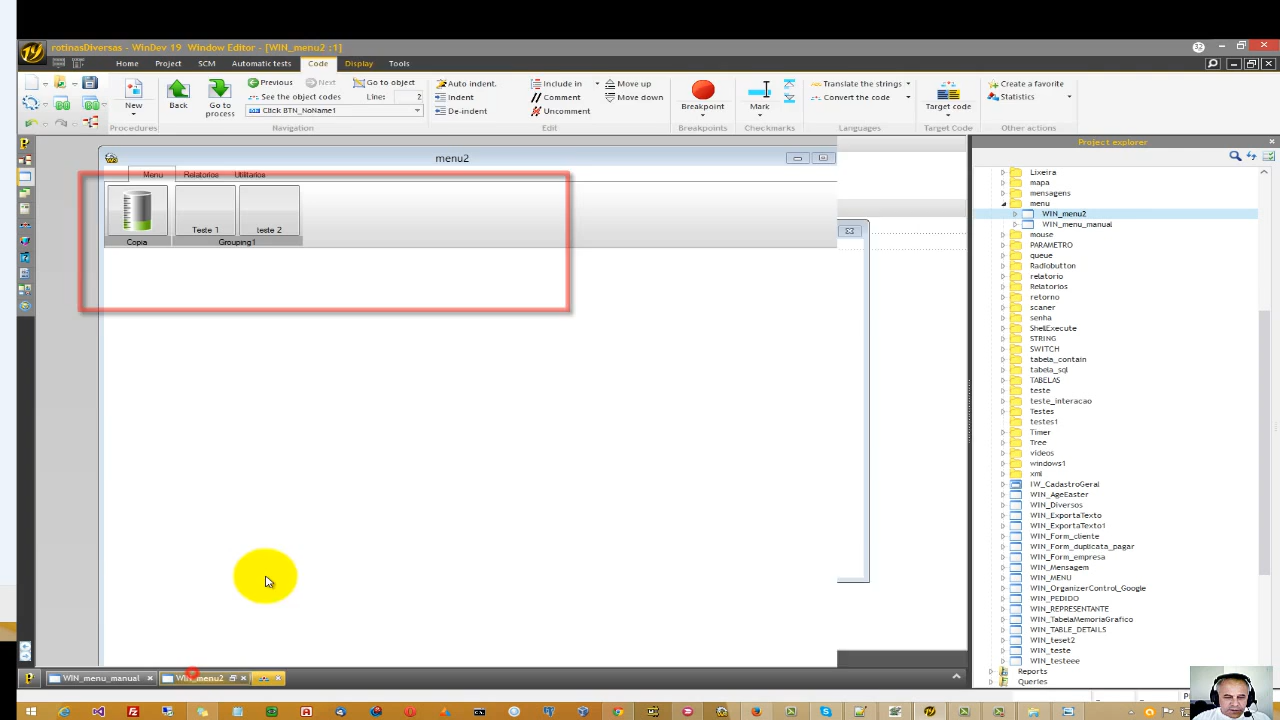 rotinasDiversas - WinDev 19 Window Editor - [WIN_menu2 :1]
32
Home Project SCM Automatic tests Code Display Tools
New
Procedures
Back
Go to process
Previous Next Go to object
See the object codes Line: 2
Click BTN_NoName1
Navigation
Auto indent
Indent
De-indent
Include in
Comment
Uncomment
Move up
Move down
Edit
Breakpoint
Breakpoints
Mark
Checkmarks
Translate the strings
Convert the code
Languages
Target code
Target Code
Create a favorite
Statistics
Other actions
menu2
Menu Relatorios Utilitarios
Teste 1 teste 2
Copia Grouping1
Project explorer
Lixeira
mapa
mensagens
menu
WIN_menu2
WIN_menu_manual
mouse
PARAMETRO
queue
Radiobutton
relatorio
Relatorios
retorno
scaner
senha
ShellExecute
STRING
SWITCH
tabela_contain
tabela_sql
TABELAS
teste
teste_interacao
Testes
testes1
Timer
Tree
videos
windows1
xml
IW_CadastroGeral
WIN_AgeEaster
WIN_Diversos
WIN_ExportaTexto
WIN_ExportaTexto1
WIN_Form_cliente
WIN_Form_duplicata_pagar
WIN_Form_empresa
WIN_Mensagem
WIN_MENU
WIN_OrganizerControl_Google
WIN_PEDIDO
WIN_REPRESENTANTE
WIN_TabelaMemoriaGrafico
WIN_TABLE_DETAILS
WIN_teset2
WIN_teste
WIN_testeee
Reports
Queries
WIN_menu_manual WIN_menu2